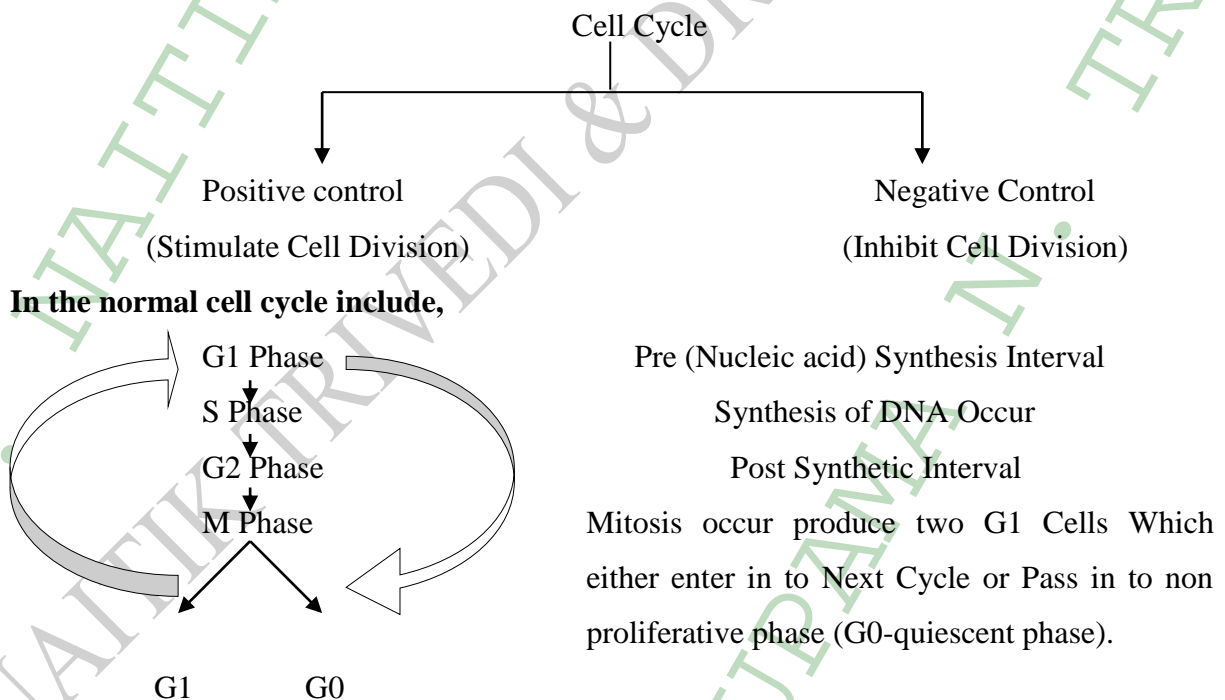 Cell Cycle
Positive control Negative Control
(Stimulate Cell Division) (Inhibit Cell Division)
In the normal cell cycle include,
G1 Phase Pre (Nucleic acid) Synthesis Interval
S Phase Synthesis of DNA Occur
G2 Phase Post Synthetic Interval
M Phase Mitosis occur produce two G1 Cells Which
either enter in to Next Cycle or Pass in to non
proliferative phase (G0-quiescent phase).
G1 G0
NAITIK TRIVEDI & DR